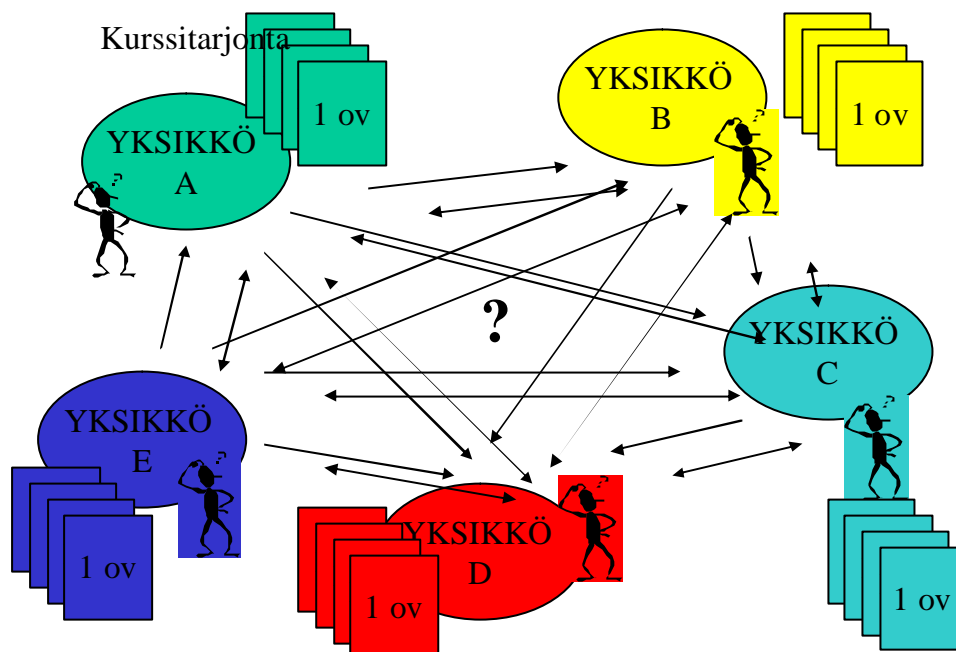 Kurssitarjonta
1 ov
YKSIKKÖ
A
YKSIKKÖ
B
1 ov
?
YKSIKKÖ
C
1 ov
YKSIKKÖ
E
1 ov
YKSIKKÖ
D
1 ov
?
?
?
?
?